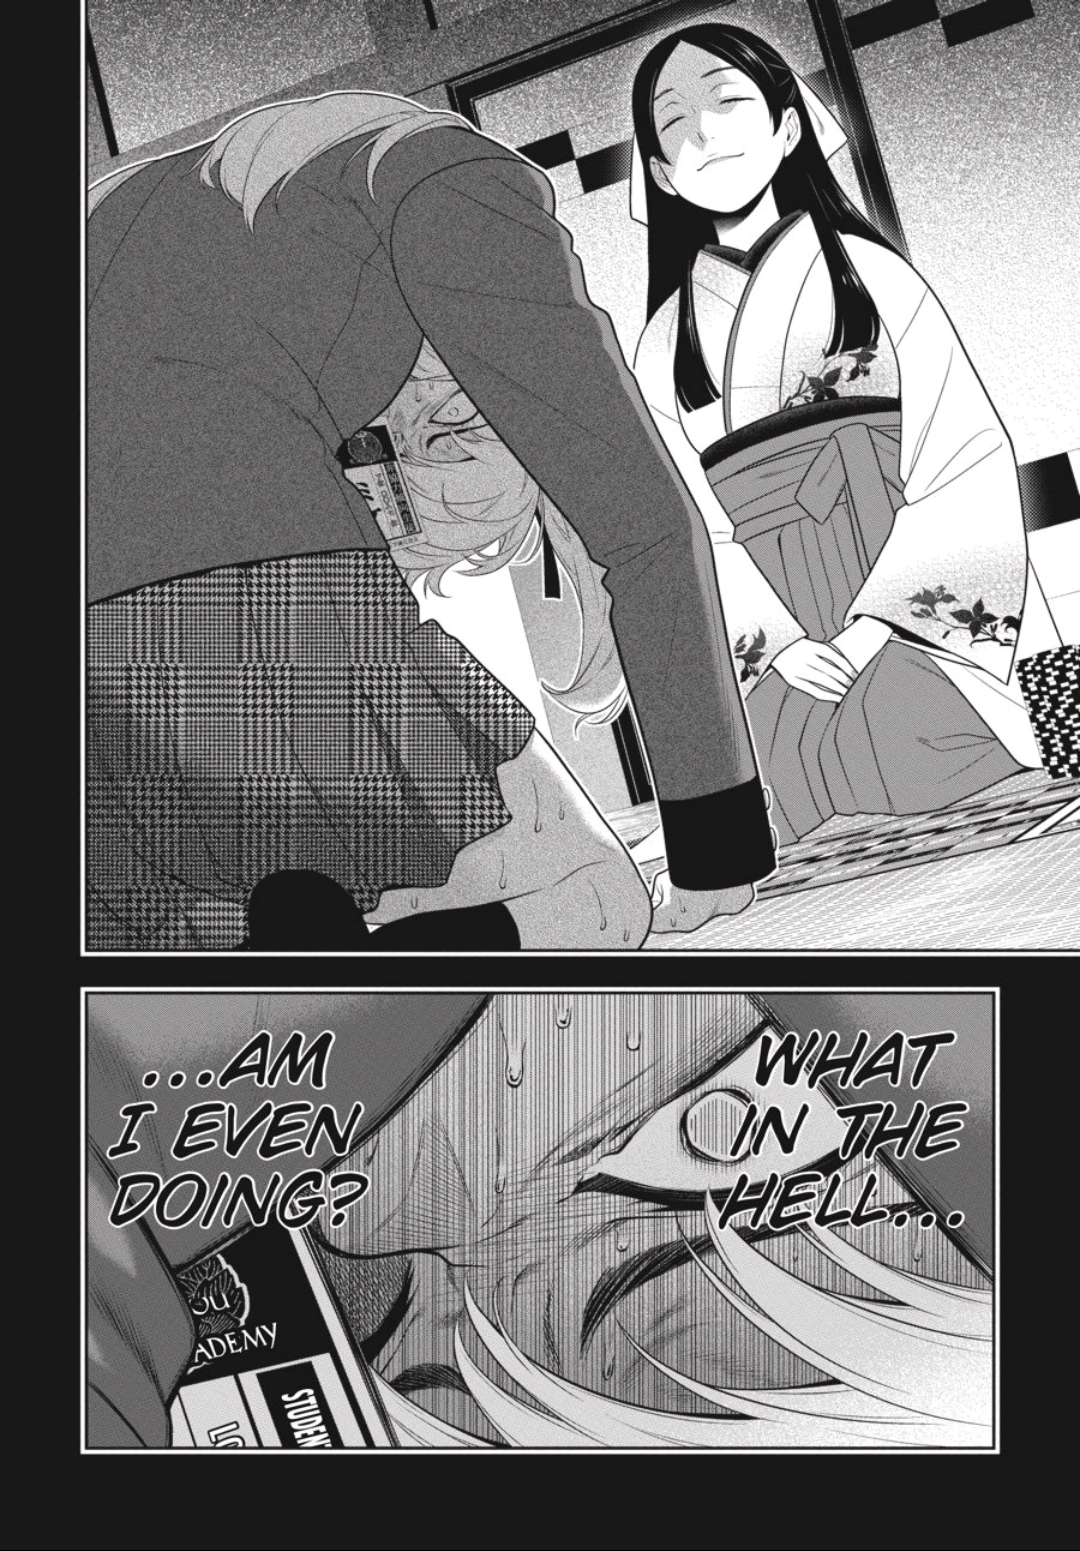 WHAT
IN THE
HELL...
...AM
I EVEN
DOING?
ADEMY
STUDEN